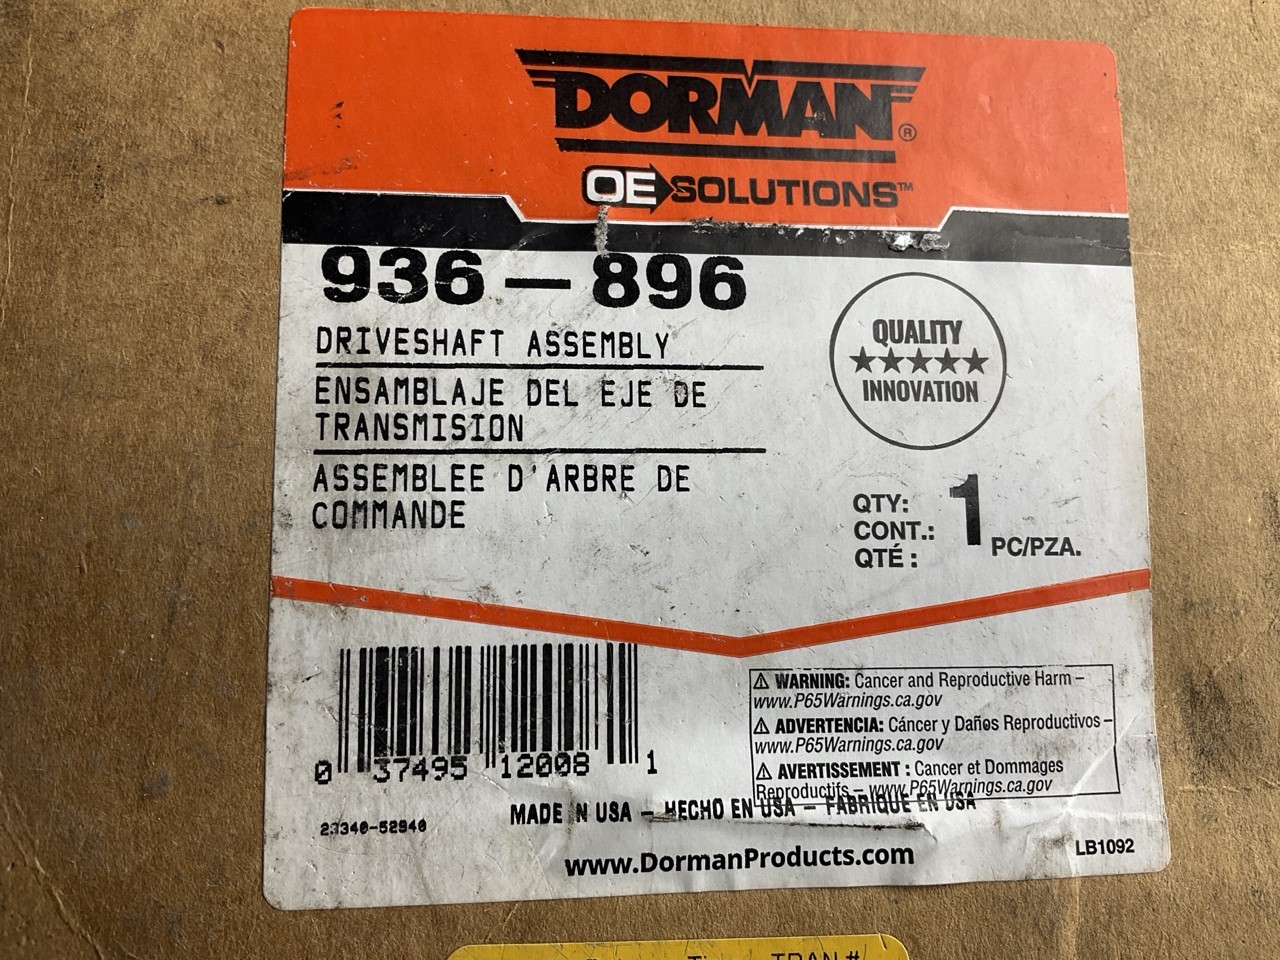 DORMAN®
OE SOLUTIONS™
936-896
DRIVESHAFT ASSEMBLY
ENSAMBLAJE DEL EJE DE
TRANSMISION
ASSEMBLEE D'ARBRE DE
COMMANDE
QUALITY
★★★★★
INNOVATION
QTY:
CONT.:
QTÉ :
1 PC/PZA.
0 37495 12008 1
⚠ WARNING: Cancer and Reproductive Harm –
www.P65Warnings.ca.gov
⚠ ADVERTENCIA: Cáncer y Daños Reproductivos –
www.P65Warnings.ca.gov
⚠ AVERTISSEMENT : Cancer et Dommages
Reproductifs – www.P65Warnings.ca.gov
MADE N USA – HECHO EN USA – FABRIQUE EN USA
23340-52940
LB1092
www.DormanProducts.com
TRAN #